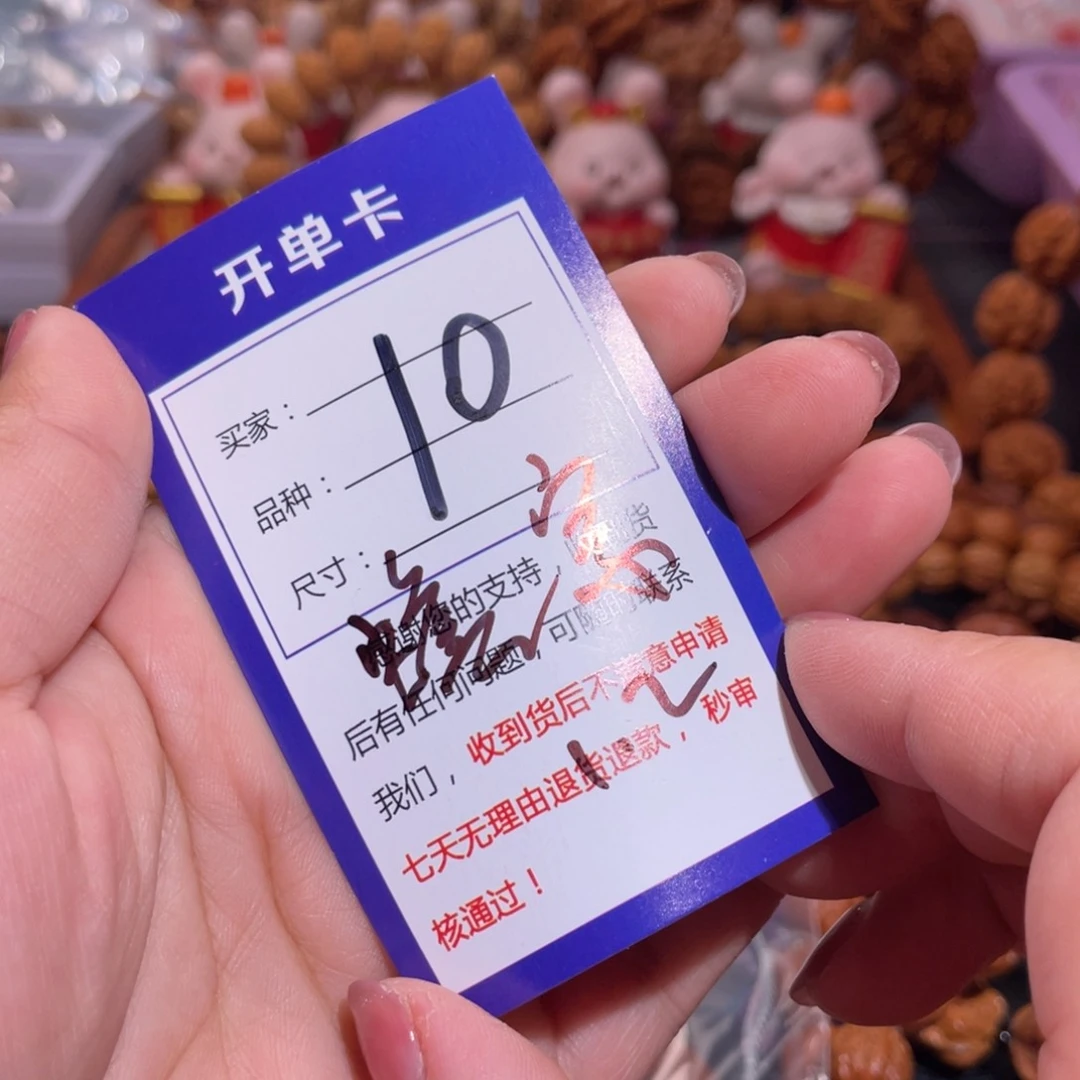 开单卡
买家：
10
品种：
尺寸：
感谢您的支持，
货
后有任何问题，可随时联系
我们，收到货后不满意申请
七天无理由退货退款，秒审
核通过！